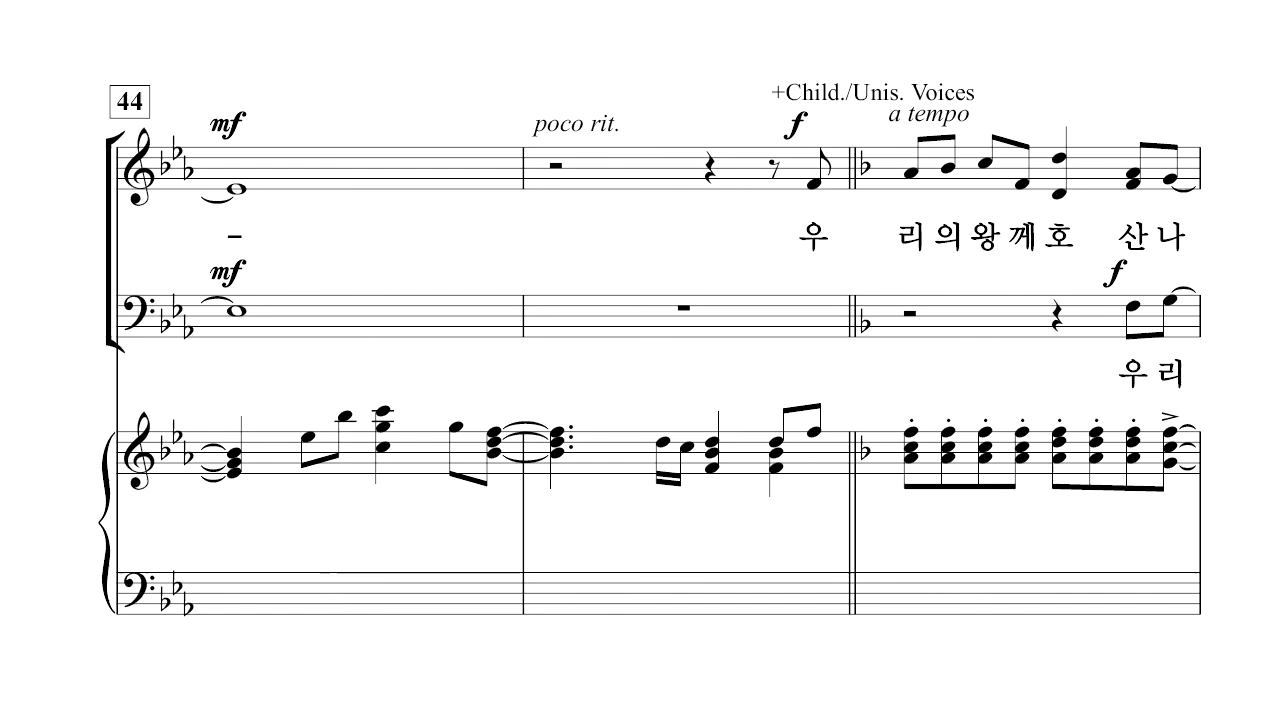 +Child./Unis. Voices
44
mf poco rit. f a tempo
– 우 리 의 왕 께 호 산 나
mf f
우 리